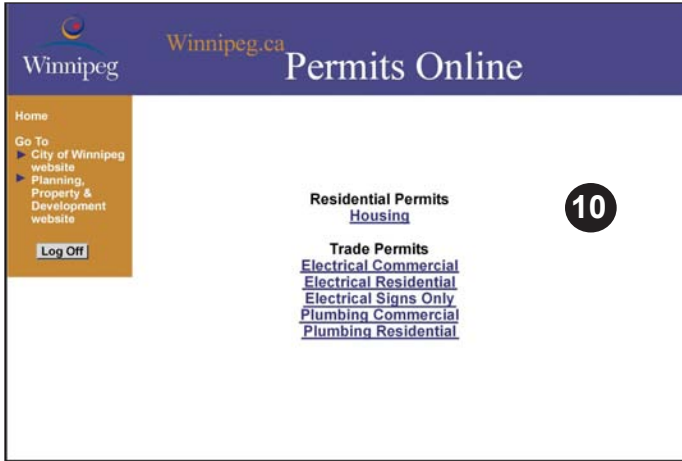 Winnipeg
Winnipeg.ca
Permits Online
Home
Go To
City of Winnipeg
website
Planning,
Property &
Development
website
Log Off
Residential Permits
Housing
10
Trade Permits
Electrical Commercial
Electrical Residential
Electrical Signs Only
Plumbing Commercial
Plumbing Residential